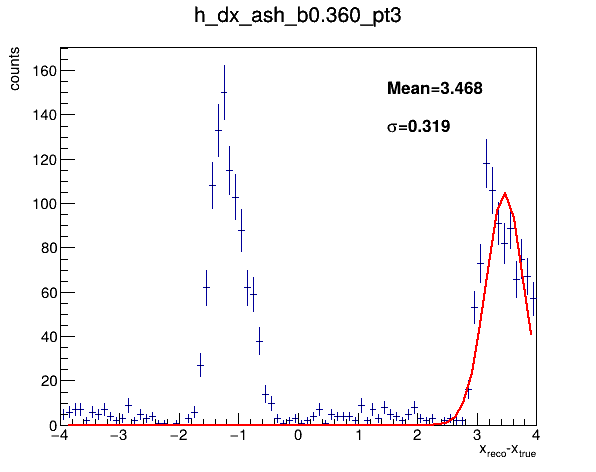 h_dx_ash_b0.360_pt3
counts
160
140
120
100
80
60
40
20
0
Mean=3.468
σ=0.319
−4 −3 −2 −1 0 1 2 3 4
x_reco-x_true